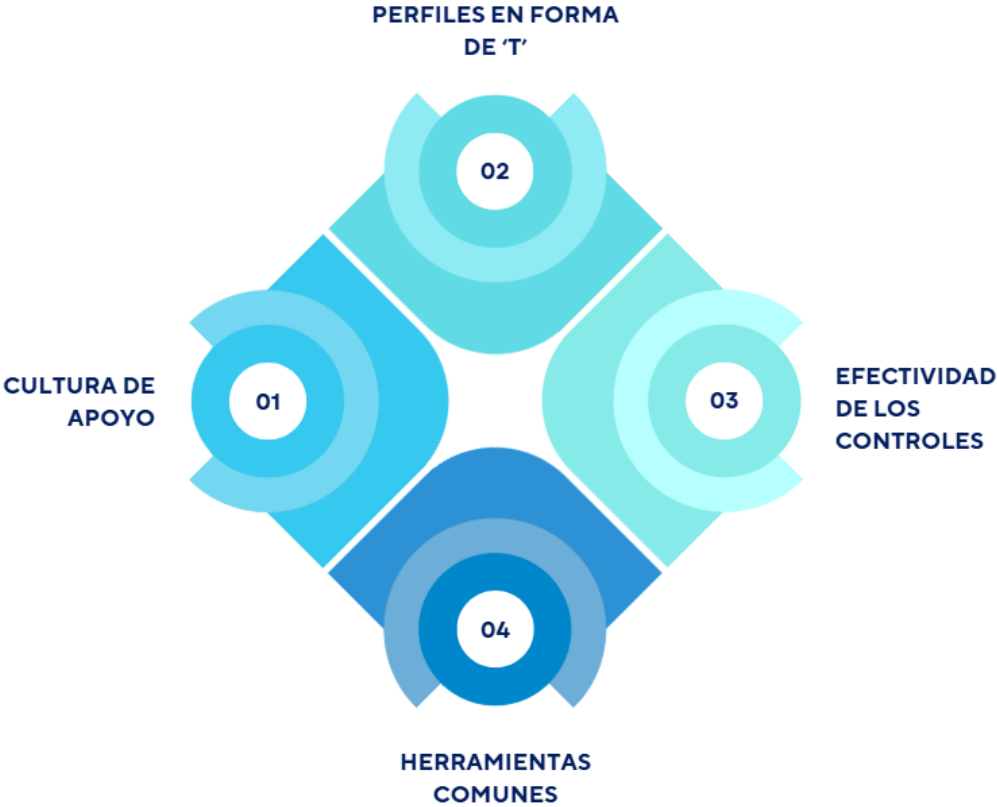 PERFILES EN FORMA
DE ‘T’
02
01
CULTURA DE
APOYO
03
EFECTIVIDAD
DE LOS
CONTROLES
04
HERRAMIENTAS
COMUNES